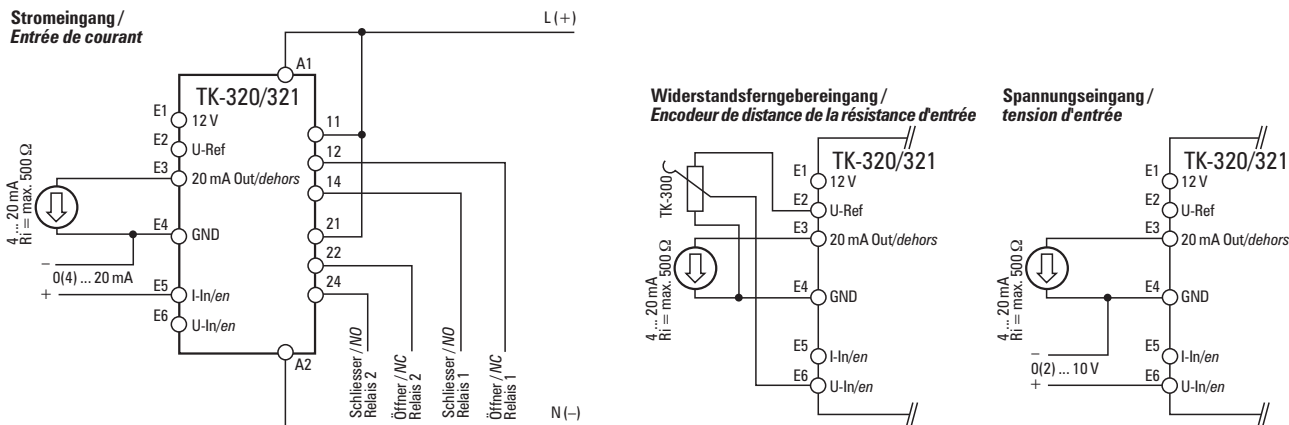 Stromeingang /
Entrée de courant
L (+)
A1
TK-320/321
E1
12 V
E2
U-Ref
E3
20 mA Out/dehors
E4
GND
E5
I-In/en
E6
U-In/en
11
12
14
21
22
24
A2
4 ... 20 mA
Ri = max. 500 Ω
–
0(4) ... 20 mA
+
Schliesser / NO
Relais 2
Öffner / NC
Relais 2
Schliesser / NO
Relais 1
Öffner / NC
Relais 1
N (–)
Widerstandsferngebereingang /
Encodeur de distance de la résistance d'entrée
TK-320/321
TK-300
E1
12 V
E2
U-Ref
E3
20 mA Out/dehors
E4
GND
E5
I-In/en
E6
U-In/en
4 ... 20 mA
Ri = max. 500 Ω
Spannungseingang /
tension d'entrée
TK-320/321
E1
12 V
E2
U-Ref
E3
20 mA Out/dehors
E4
GND
E5
I-In/en
E6
U-In/en
4 ... 20 mA
Ri = max. 500 Ω
–
0(2) ... 10 V
+